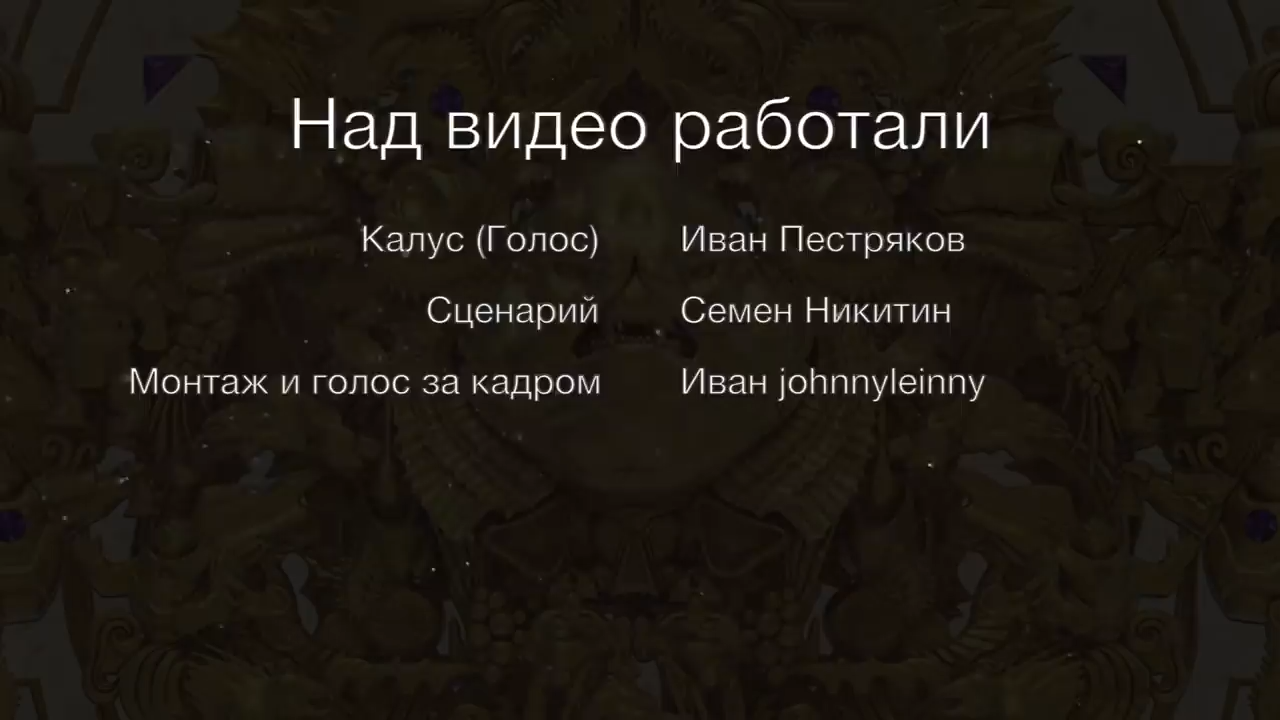 Над видео работали
Калус (Голос) Иван Пестряков
Сценарий Семен Никитин
Монтаж и голос за кадром Иван johnnyleinny